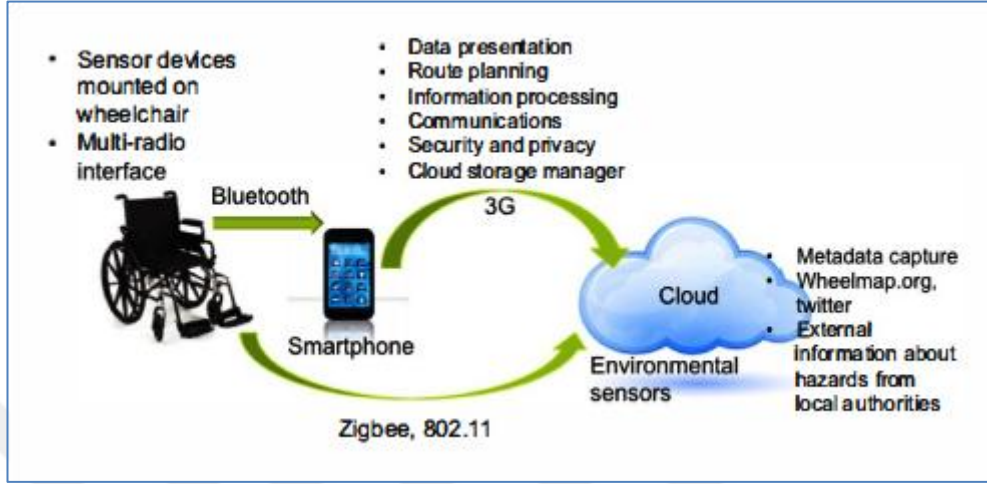 • Sensor devices
mounted on
wheelchair
• Multi-radio
interface
• Data presentation
• Route planning
• Information processing
• Communications
• Security and privacy
• Cloud storage manager
Bluetooth
3G
Smartphone
Zigbee, 802.11
Cloud
Environmental
sensors
• Metadata capture
• Wheelmap.org,
twitter
• External
information about
hazards from
local authorities